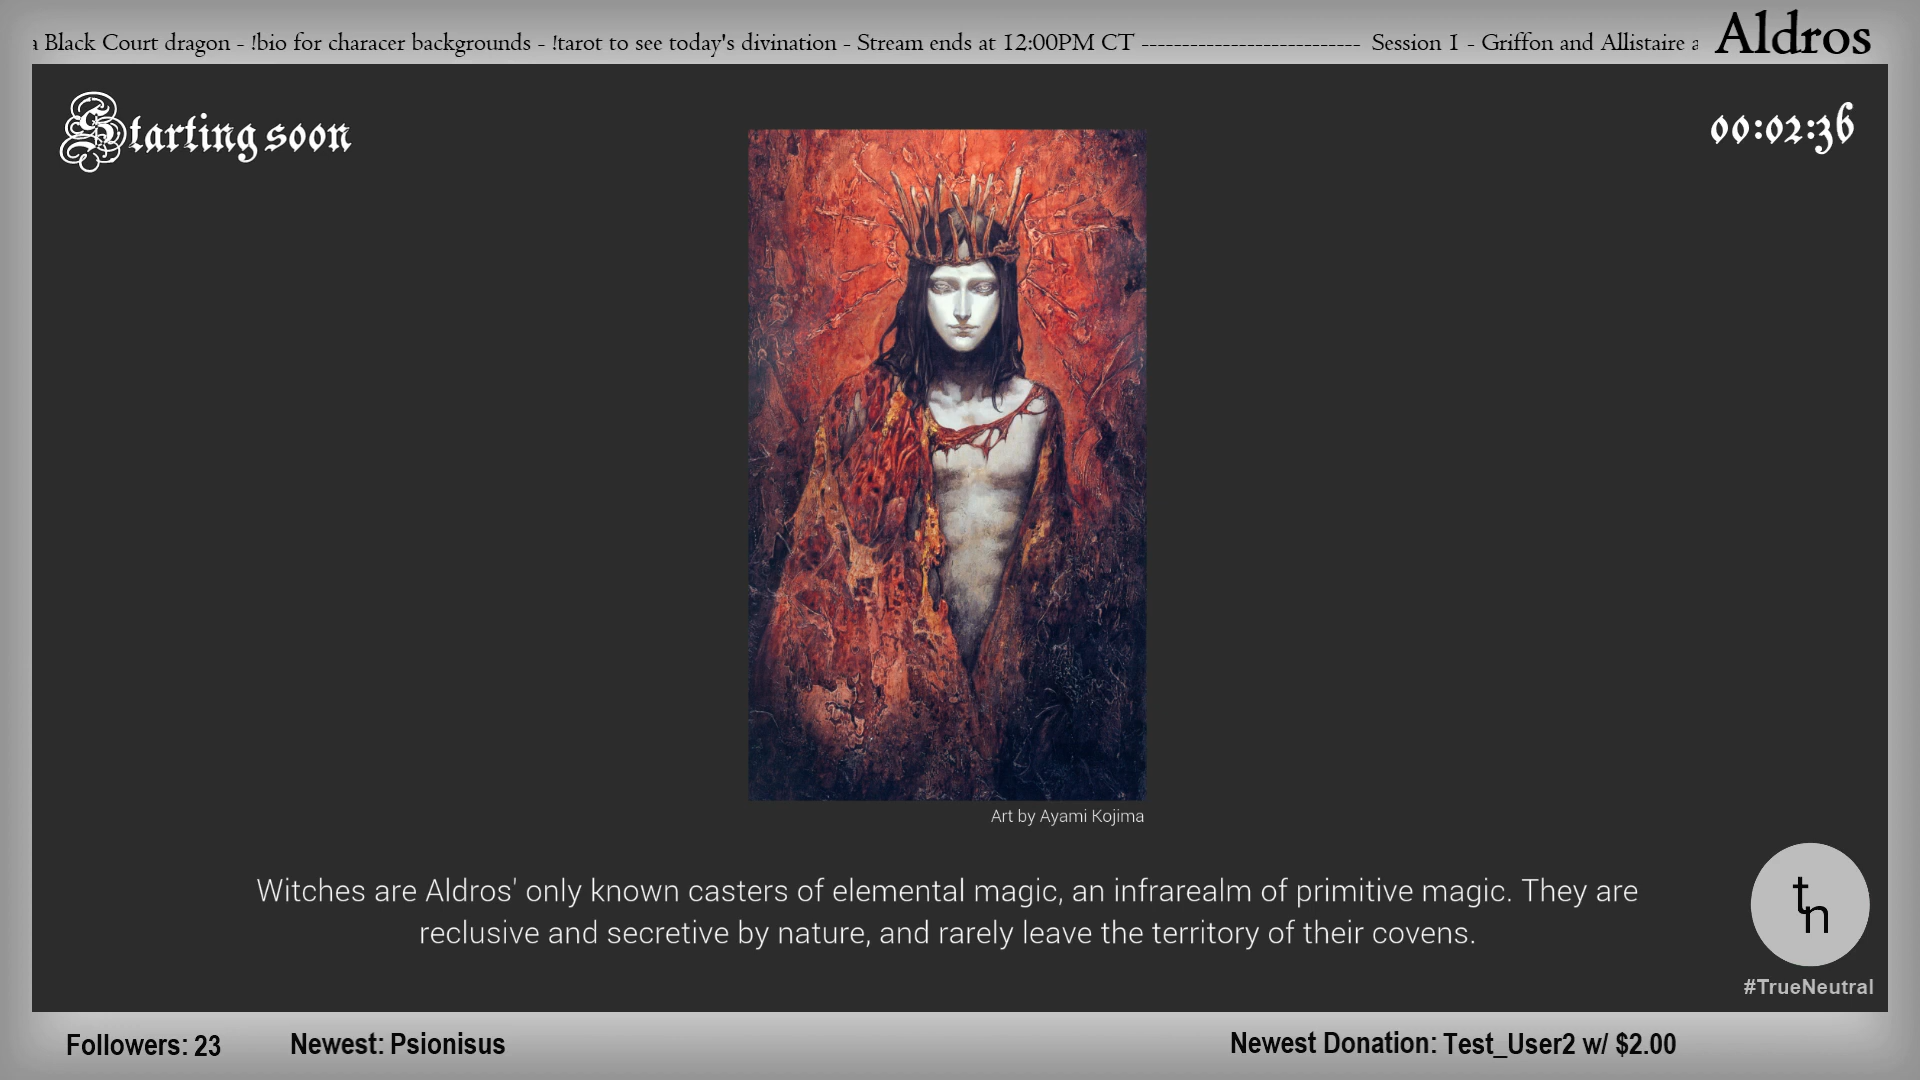 Black Court dragon - !bio for characer backgrounds - !tarot to see today's divination - Stream ends at 12:00PM CT --------------------------- Session 1 - Griffon and Allistaire a
Aldros
Starting soon
00:02:36
Art by Ayami Kojima
Witches are Aldros' only known casters of elemental magic, an infrarealm of primitive magic. They are
reclusive and secretive by nature, and rarely leave the territory of their covens.
tn
#TrueNeutral
Followers: 23
Newest: Psionisus
Newest Donation: Test_User2 w/ $2.00